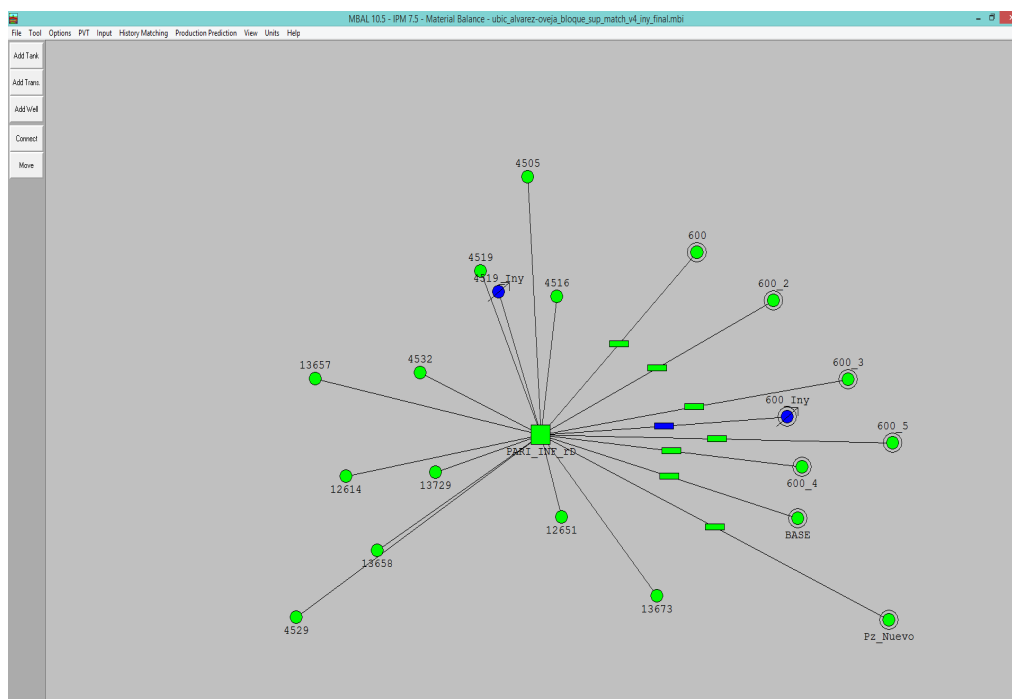 MBAL 10.5 - IPM 7.5 - Material Balance - ubic_alvarez-oveja_bloque_sup_match_v4_iny_final.mbi
File Tool Options PVT Input History Matching Production Prediction View Units Help
Add Tank
Add Trans.
Add Well
Connect
Move
4505
600
4519
4519_Iny
4516
600_2
13657
4532
600_3
600_Iny
600_5
PARI_INF_rD
600_4
12614
13729
12651
BASE
13658
13673
4529
Pz_Nuevo